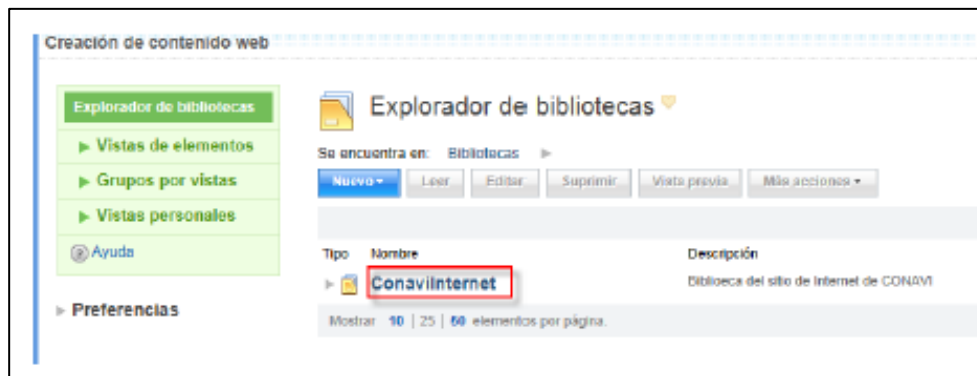 Creación de contenido web
Explorador de bibliotecas
Vistas de elementos
Grupos por vistas
Vistas personales
Ayuda
Preferencias
Explorador de bibliotecas
Se encuentra en: Bibliotecas
Nuevo Leer Editar Suprimir Vista previa Más acciones
Tipo Nombre Descripción
ConaviInternet Biblioeca del sitio de Internet de CONAVI
Mostrar 10 | 25 | 50 elementos por página.